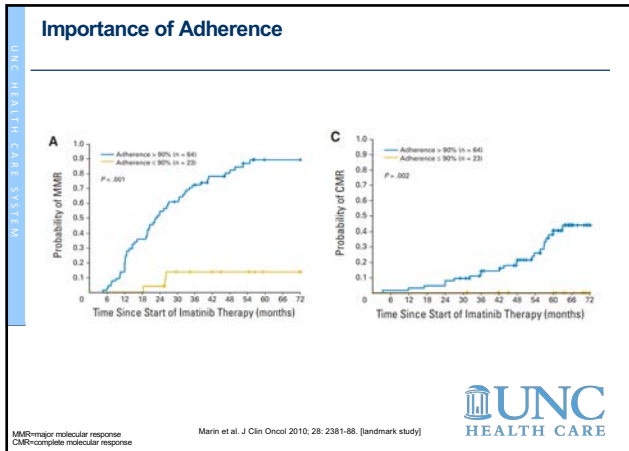 Importance of Adherence
UNC HEALTH CARE SYSTEM
A
Adherence > 90% (n = 64)
Adherence ≤ 90% (n = 23)
P < .001
Probability of MMR
1.0
0.9
0.8
0.7
0.6
0.5
0.4
0.3
0.2
0.1
0 6 12 18 24 30 36 42 48 54 60 66 72
Time Since Start of Imatinib Therapy (months)
C
Adherence > 90% (n = 64)
Adherence ≤ 90% (n = 23)
P = .002
Probability of CMR
1.0
0.9
0.8
0.7
0.6
0.5
0.4
0.3
0.2
0.1
0 6 12 18 24 30 36 42 48 54 60 66 72
Time Since Start of Imatinib Therapy (months)
MMR=major molecular response
CMR=complete molecular response
Marin et al. J Clin Oncol 2010; 28: 2381-88. [landmark study]
UNC
HEALTH CARE